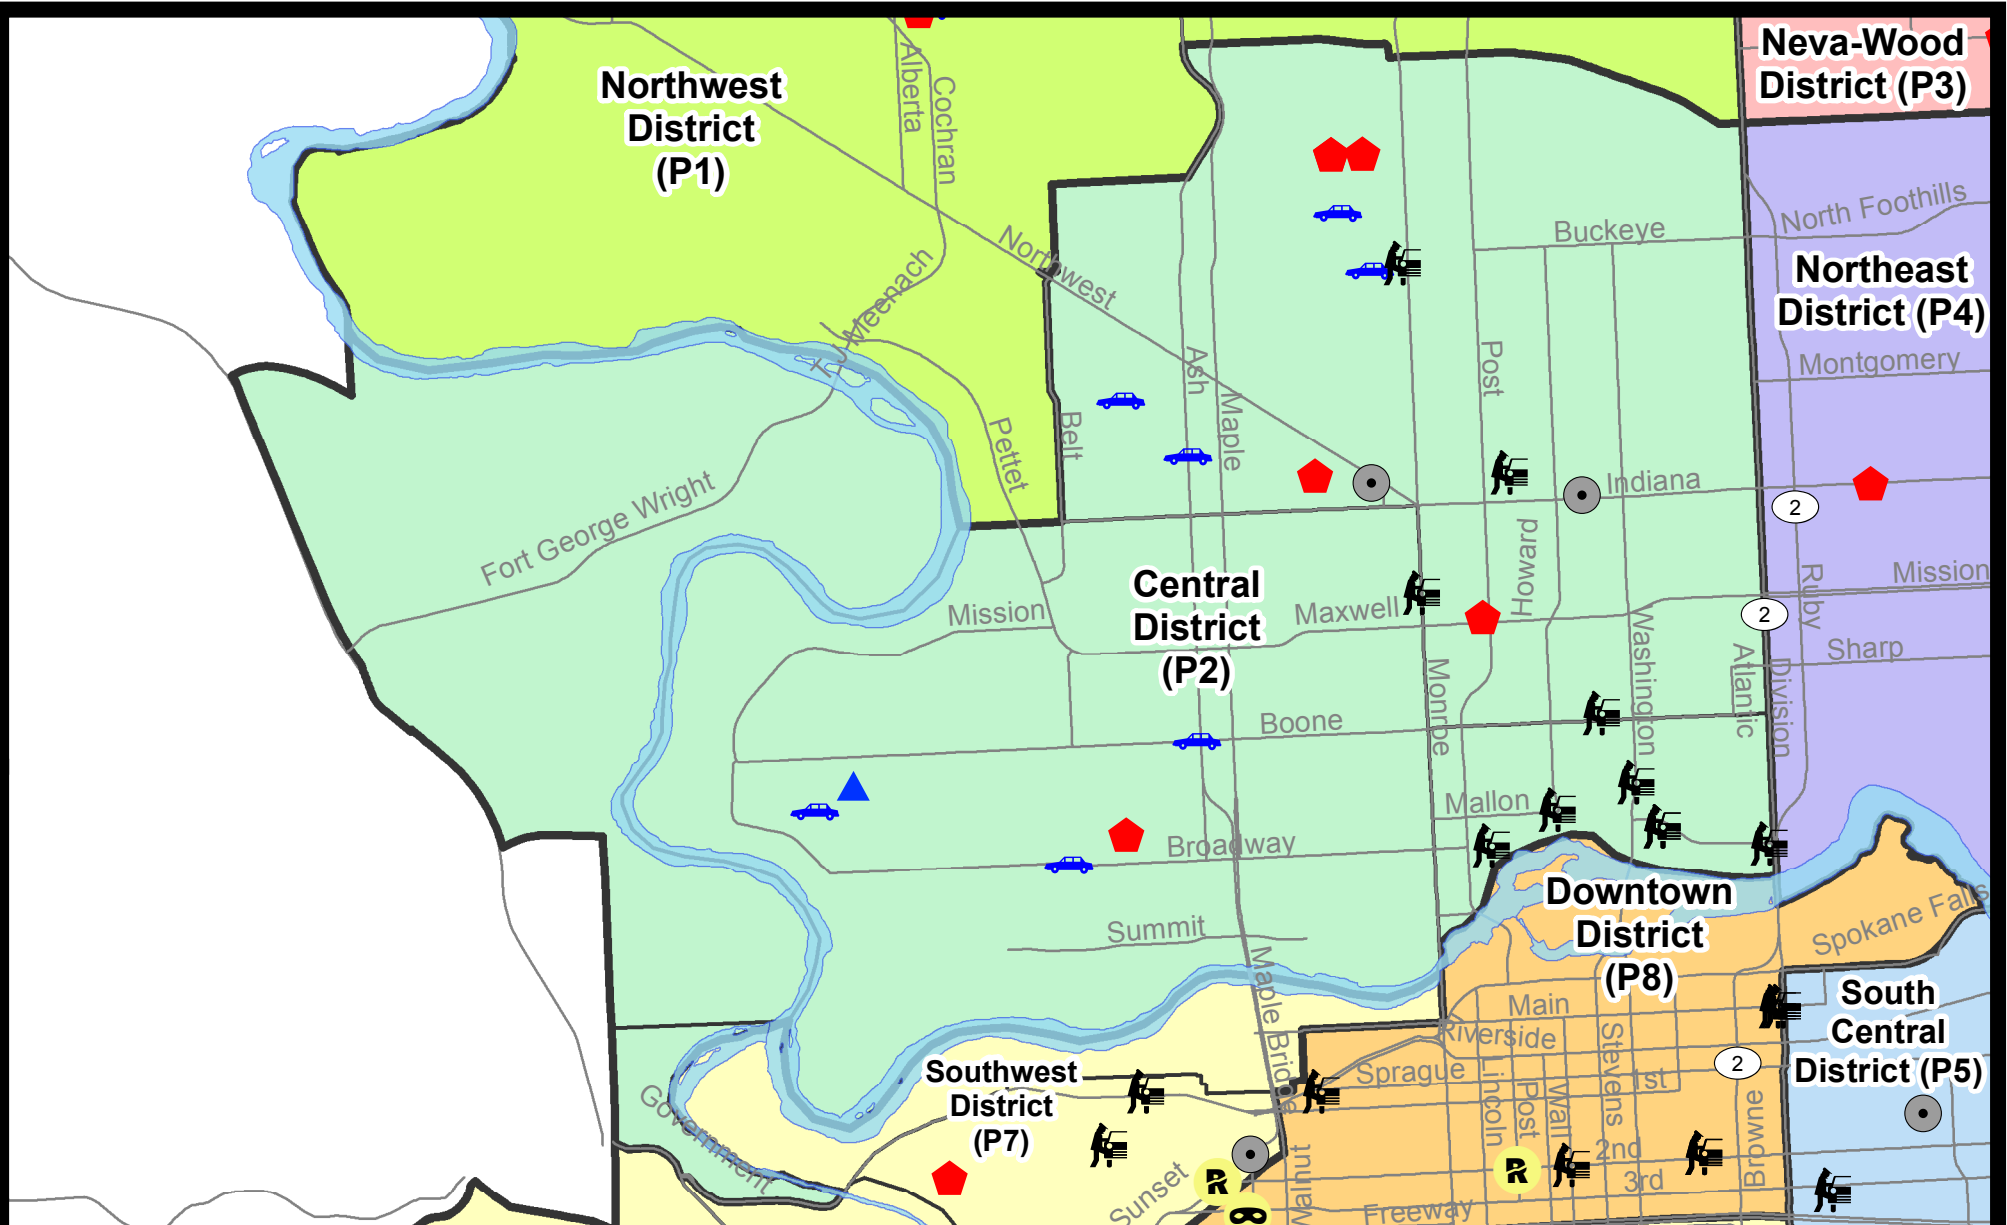 Neva-Wood
District (P3)
Northwest
District
(P1)
Alberta
Cochran
North Foothills
Buckeye
Northwest
T J Meenach
Northeast
District (P4)
Montgomery
Ash
Maple
Post
Belt
Pettet
Fort George Wright
Indiana
2
Howard
Central
District
(P2)
Mission
Maxwell
Mission
Ruby
2
Sharp
Washington
Atlantic
Division
Monroe
Boone
Mallon
Broadway
Downtown
District
(P8)
Summit
Spokane Falls
Maple Bridge
Main
Riverside
South
Central
District (P5)
Southwest
District
(P7)
Sprague
Lincoln
Post
Wall
Stevens
1st
2
Government
2nd
3rd
Browne
Sunset
R
R
Walnut
Freeway